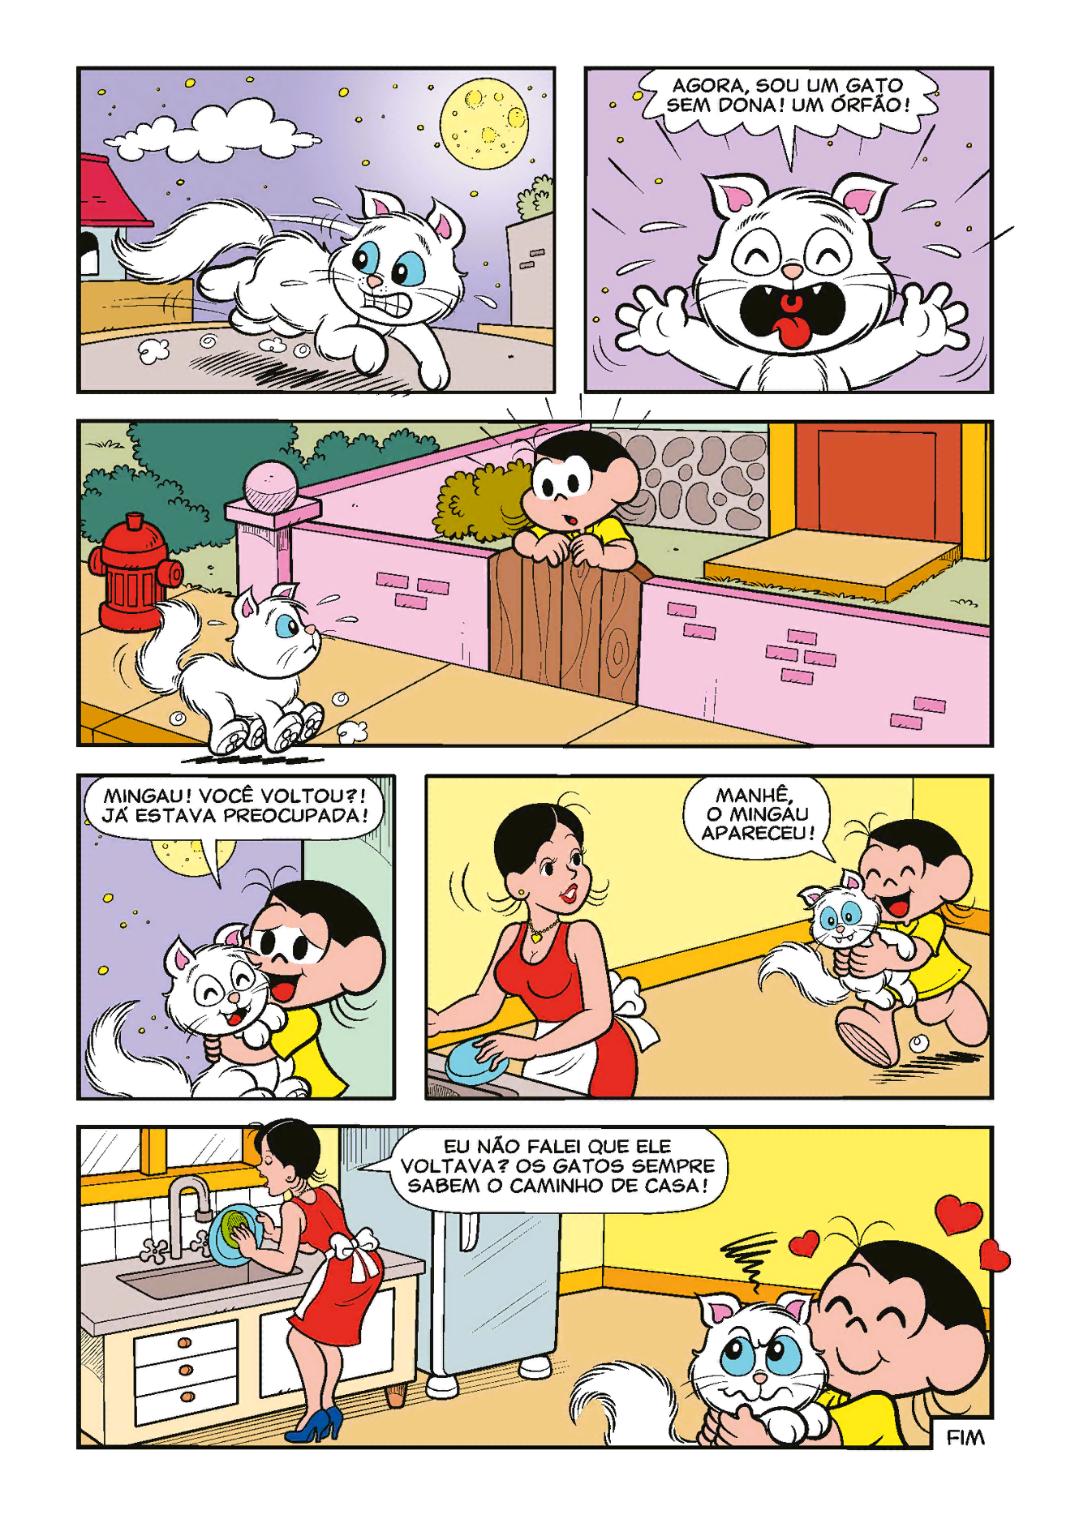 AGORA, SOU UM GATO
SEM DONA! UM ÓRFÃO!
MINGAU! VOCÊ VOLTOU?!
JÁ ESTAVA PREOCUPADA!
MANHÊ,
O MINGAU
APARECEU!
EU NÃO FALEI QUE ELE
VOLTAVA? OS GATOS SEMPRE
SABEM O CAMINHO DE CASA!
FIM